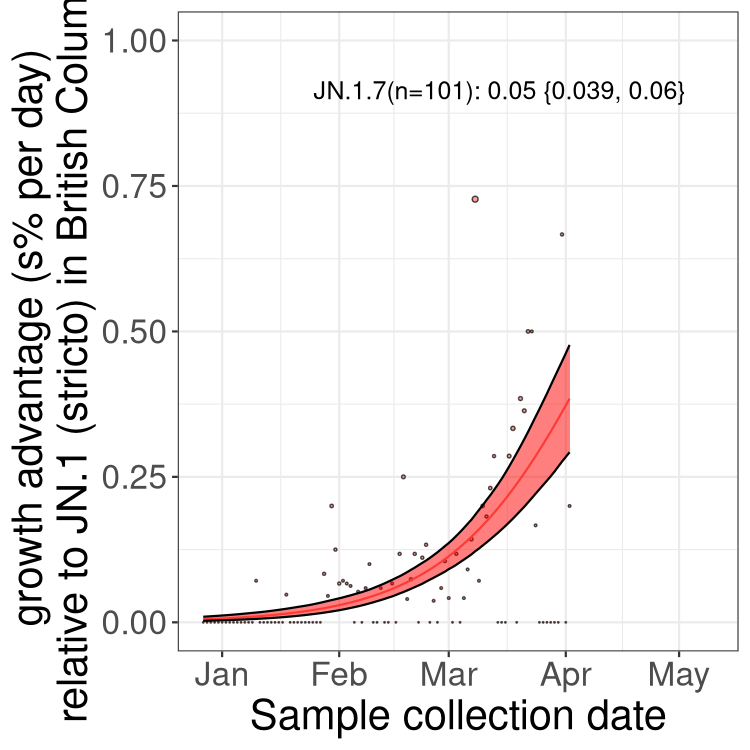 growth advantage (s% per day)
relative to JN.1 (stricto) in British Colum
1.00
0.75
0.50
0.25
0.00
JN.1.7(n=101): 0.05 {0.039, 0.06}
Jan Feb Mar Apr May
Sample collection date